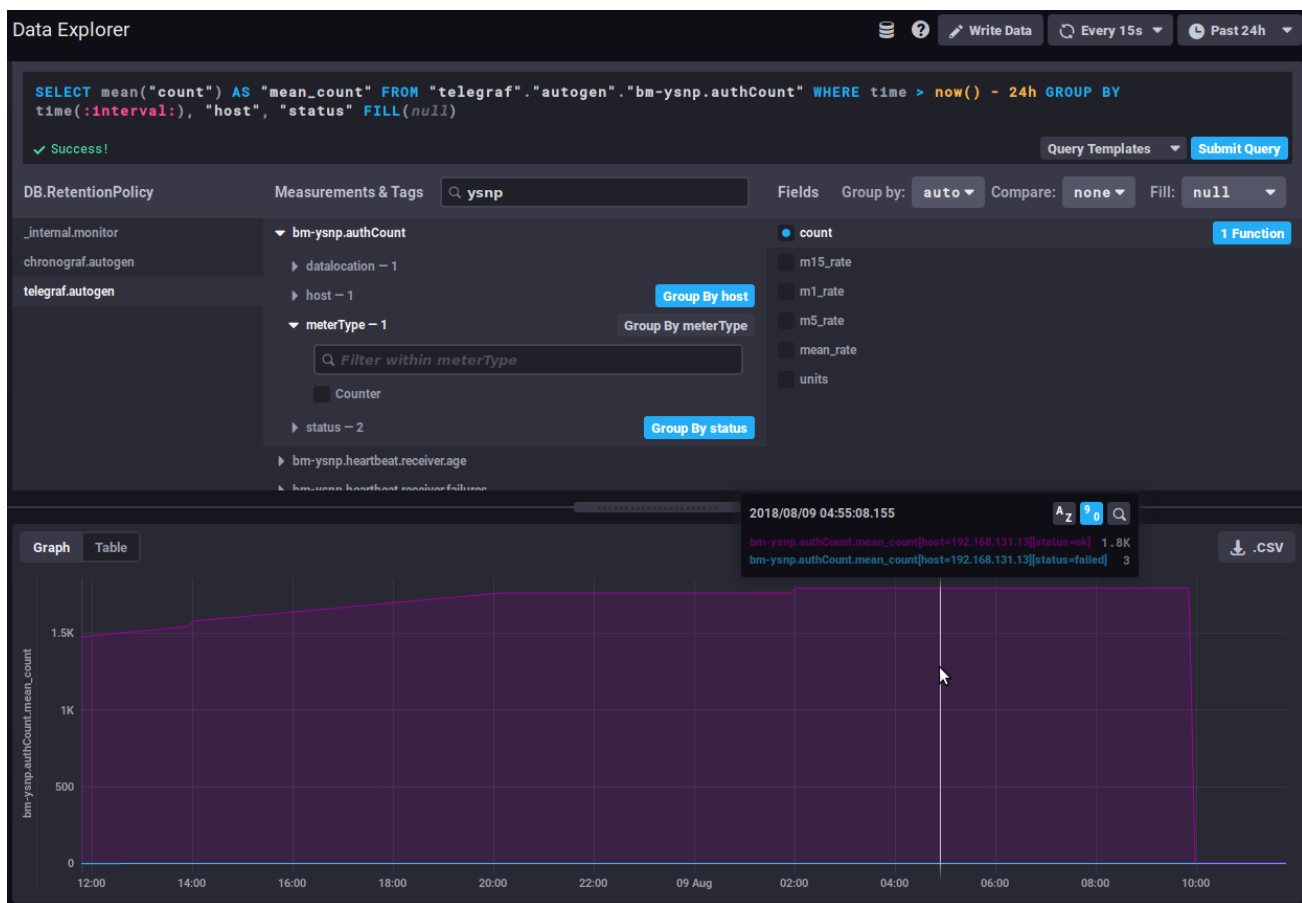 Data Explorer
Write Data
Every 15s
Past 24h
SELECT mean("count") AS "mean_count" FROM "telegraf"."autogen"."bm-ysnp.authCount" WHERE time > now() - 24h GROUP BY
time(:interval:), "host", "status" FILL(null)
Success!
Query Templates
Submit Query
DB.RetentionPolicy
Measurements & Tags
ysnp
Fields
Group by:
auto
Compare:
none
Fill:
null
_internal.monitor
chronograf.autogen
telegraf.autogen
bm-ysnp.authCount
datalocation — 1
host — 1
Group By host
meterType — 1
Group By meterType
Filter within meterType
Counter
status — 2
Group By status
bm-ysnp.heartbeat.receiver.age
bm-ysnp.heartbeat.receiver.failures
count
1 Function
m15_rate
m1_rate
m5_rate
mean_rate
units
2018/08/09 04:55:08.155
A Z
9 0
bm-ysnp.authCount.mean_count[host=192.168.131.13][status=ok] 1.8K
bm-ysnp.authCount.mean_count[host=192.168.131.13][status=failed] 3
Graph
Table
.CSV
bm-ysnp.authCount.mean_count
1.5K
1K
500
0
12:00
14:00
16:00
18:00
20:00
22:00
09 Aug
02:00
04:00
06:00
08:00
10:00